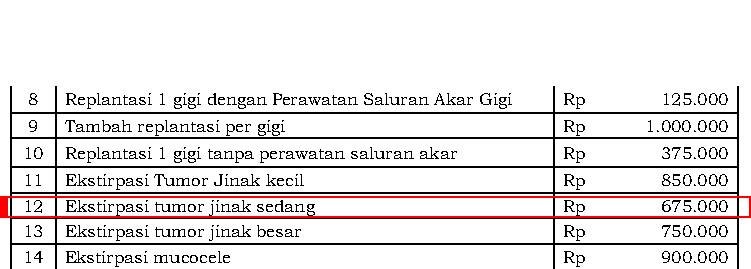 8 Replantasi 1 gigi dengan Perawatan Saluran Akar Gigi Rp 125.000
9 Tambah replantasi per gigi Rp 1.000.000
10 Replantasi 1 gigi tanpa perawatan saluran akar Rp 375.000
11 Ekstirpasi Tumor Jinak kecil Rp 850.000
12 Ekstirpasi tumor jinak sedang Rp 675.000
13 Ekstirpasi tumor jinak besar Rp 750.000
14 Ekstirpasi mucocele Rp 900.000